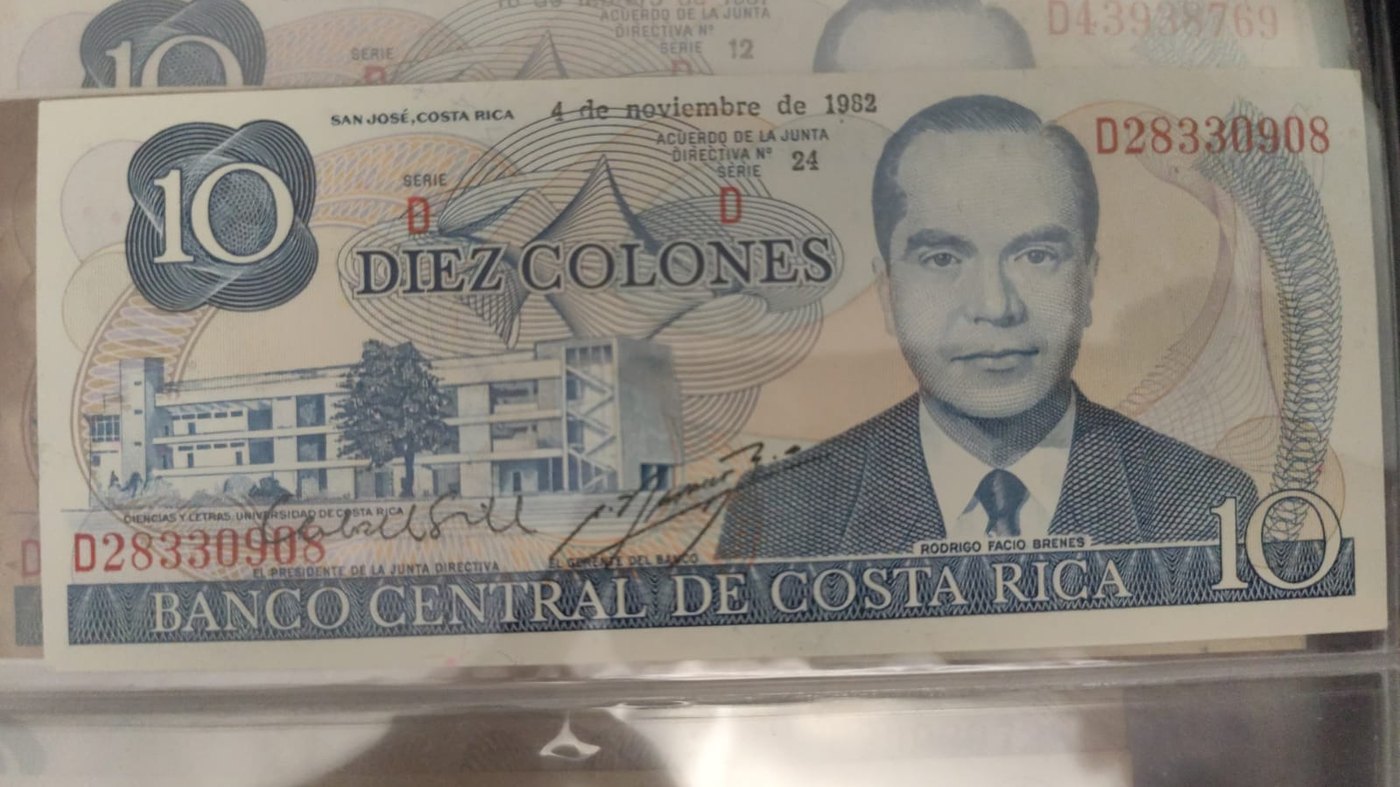 10
ACUERDO DE LA JUNTA
DIRECTIVA Nº
SERIE 12
SERIE
D
D
D43938769
SAN JOSÉ, COSTA RICA
4 de noviembre de 1982
ACUERDO DE LA JUNTA
DIRECTIVA Nº
SERIE 24
D28330908
10
SERIE
D
D
DIEZ COLONES
CIENCIAS Y LETRAS. UNIVERSIDAD DE COSTA RICA
D28330908
EL PRESIDENTE DE LA JUNTA DIRECTIVA
EL GERENTE DEL BANCO
RODRIGO FACIO BRENES
10
BANCO CENTRAL DE COSTA RICA